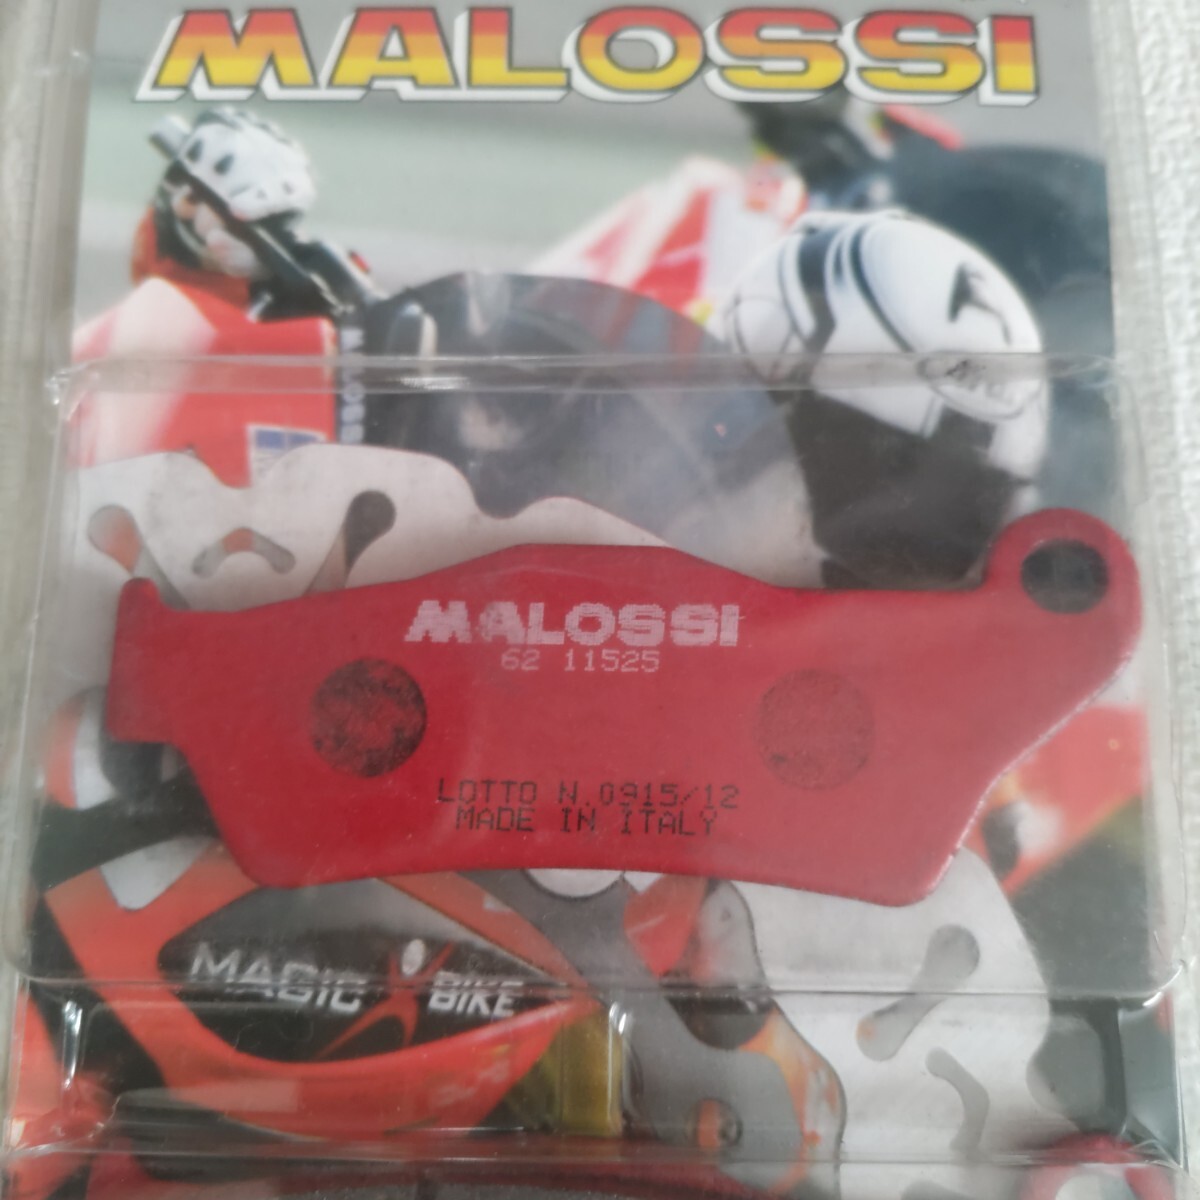 MALOSSI
MALOSSI
62 11525
LOTTO N.0915/12
MADE IN ITALY
MAGIC BIKE